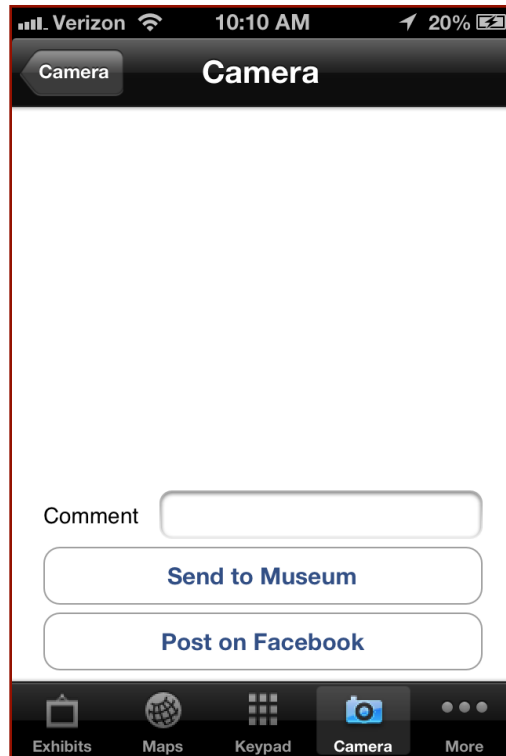 Verizon 10:10 AM 20%
Camera Camera
Comment
Send to Museum
Post on Facebook
Exhibits Maps Keypad Camera More